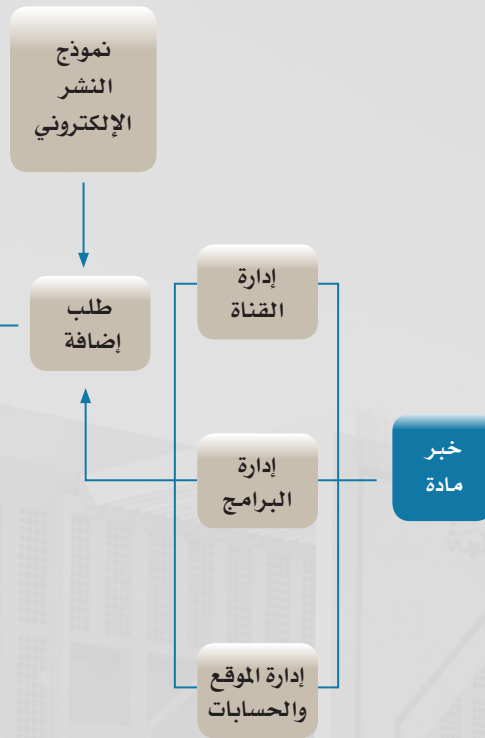 نموذج
النشر
الإلكتروني
إدارة
القناة
طلب
إضافة
خبر
مادة
إدارة
البرامج
إدارة الموقع
والحسابات